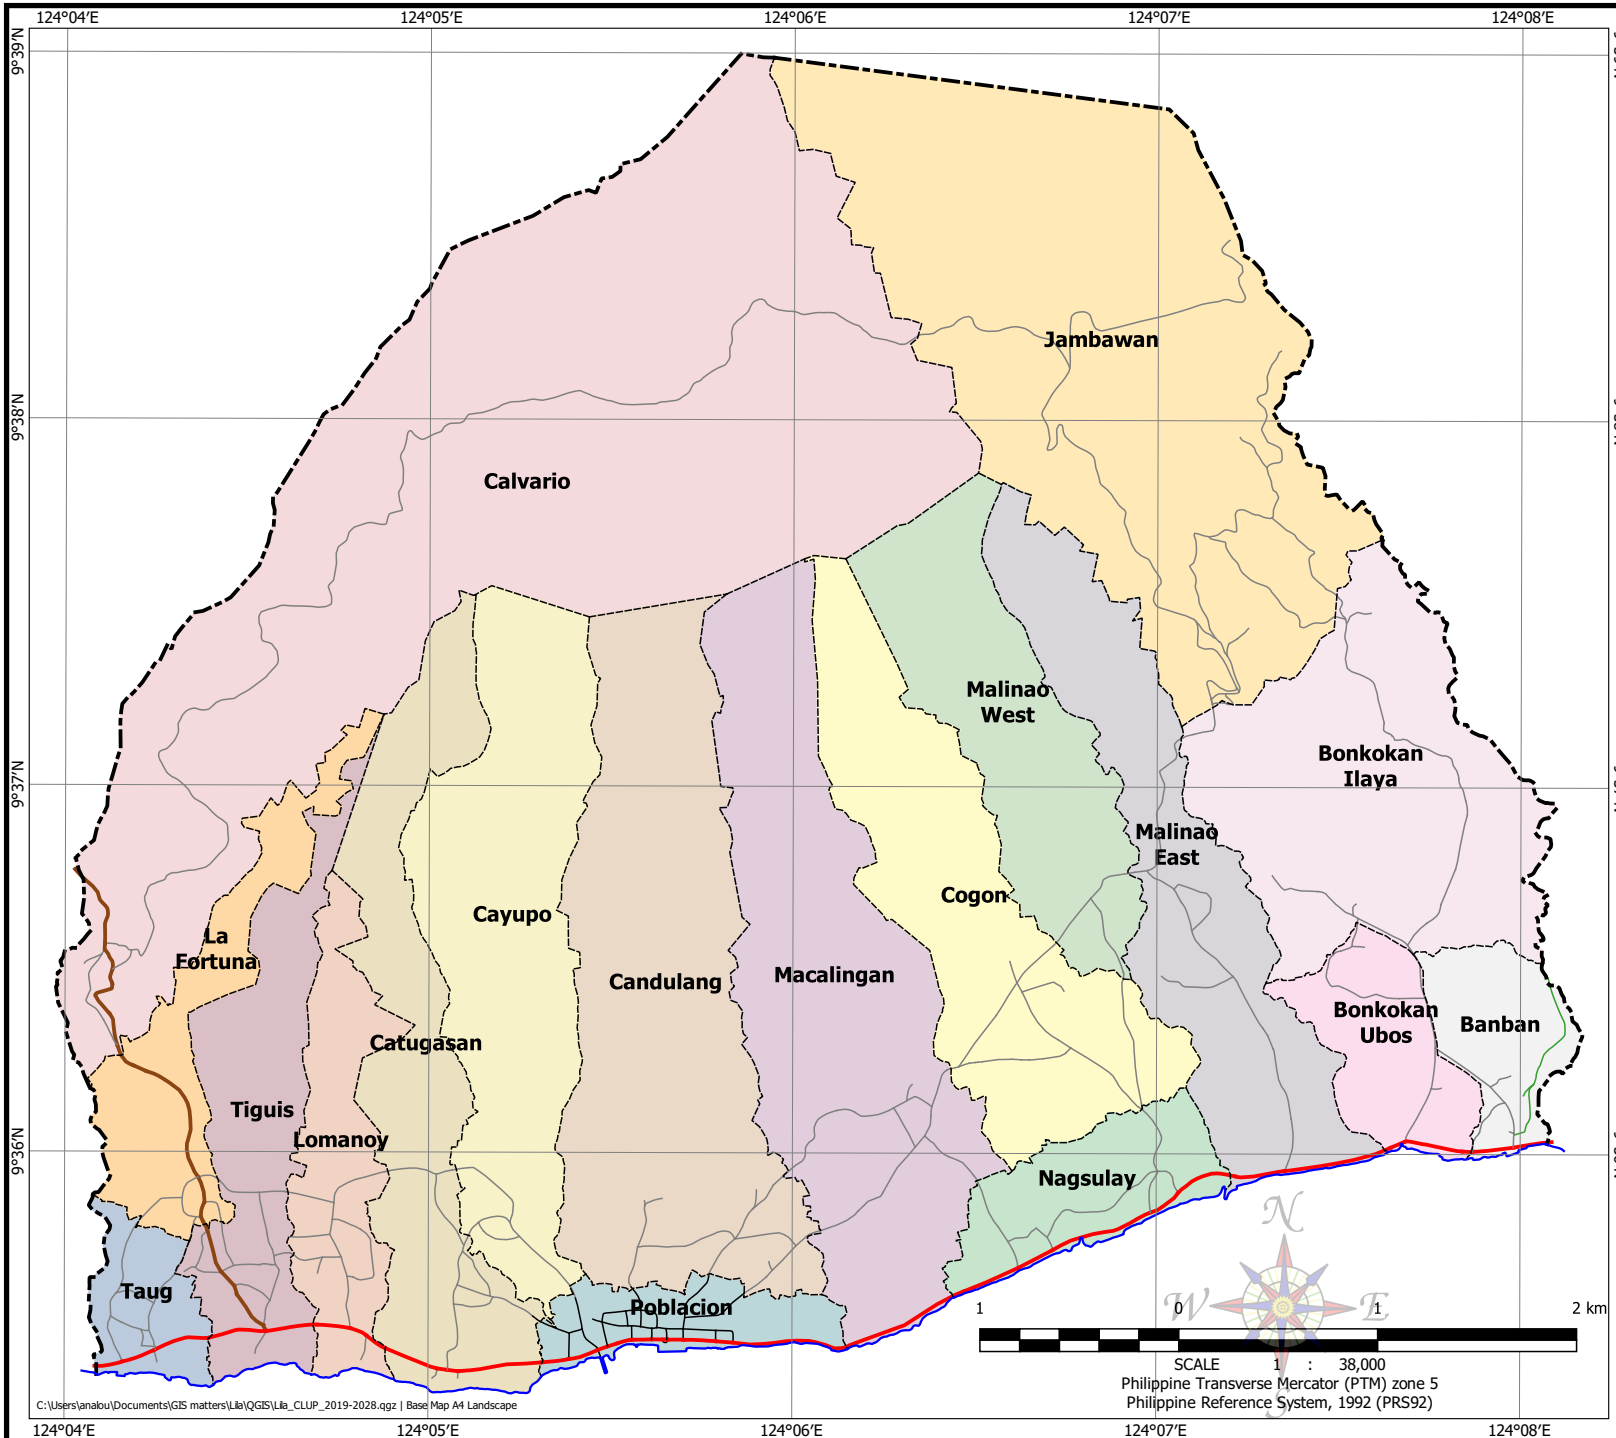 124°04′E 124°05′E 124°06′E 124°07′E 124°08′E
9°39′N
Jambawan
9°38′N
Calvario
Malinao
West
Bonkokan
Ilaya
9°37′N
Malinao
East
Cogon
Cayupo
La
Fortuna
Candulang
Macalingan
Bonkokan
Ubos
Banban
Catugasan
Tiguis
Lomanoy
9°36′N
Nagsulay
N
Taug
Poblacion
W E
1 0 1 2 km
SCALE 1 : 38,000
Philippine Transverse Mercator (PTM) zone 5
Philippine Reference System, 1992 (PRS92)
S
C:\Users\analou\Documents\GIS matters\Lila\QGIS\Lila_CLUP_2019-2028.qgz | Base Map A4 Landscape
124°04′E 124°05′E 124°06′E 124°07′E 124°08′E